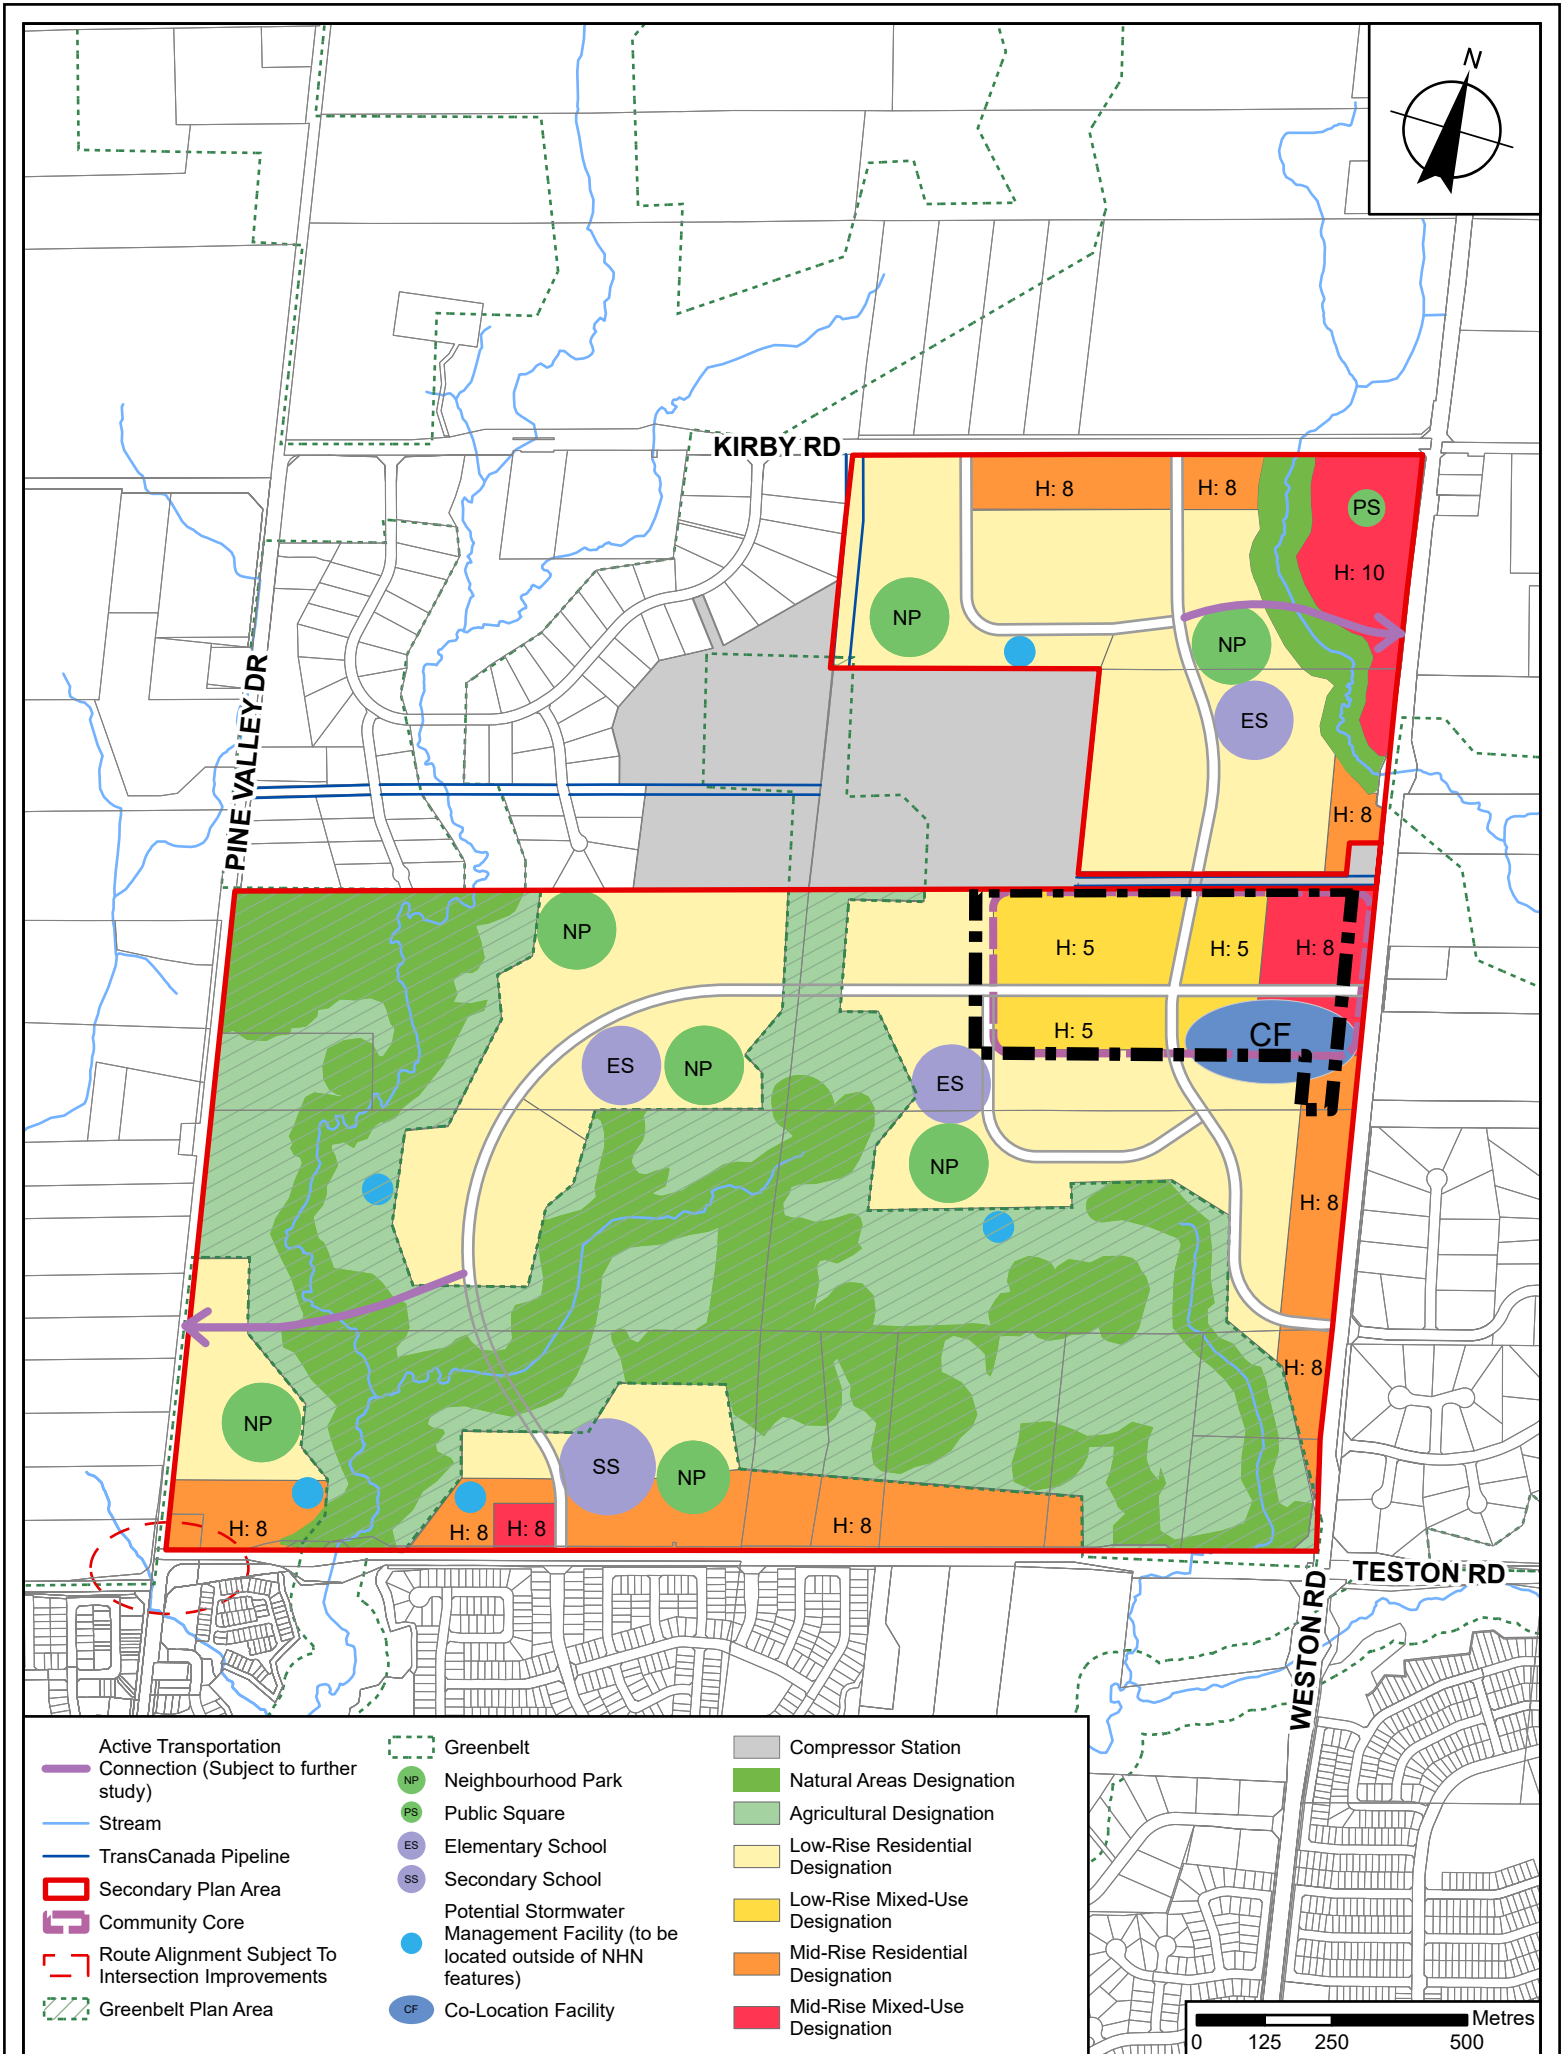 N
KIRBY RD
H: 8
H: 8
PS
H: 10
NP
NP
ES
PINE VALLEY DR
H: 8
NP
H: 5
H: 5
H: 8
H: 5
CF
ES
NP
ES
NP
H: 8
H: 8
NP
SS
NP
H: 8
H: 8
H: 8
H: 8
TESTON RD
WESTON RD
Active Transportation
Connection (Subject to further
study)
Stream
TransCanada Pipeline
Secondary Plan Area
Community Core
Route Alignment Subject To
Intersection Improvements
Greenbelt Plan Area
Greenbelt
NP Neighbourhood Park
PS Public Square
ES Elementary School
SS Secondary School
Potential Stormwater
Management Facility (to be
located outside of NHN
features)
CF Co-Location Facility
Compressor Station
Natural Areas Designation
Agricultural Designation
Low-Rise Residential
Designation
Low-Rise Mixed-Use
Designation
Mid-Rise Residential
Designation
Mid-Rise Mixed-Use
Designation
Metres
0 125 250 500